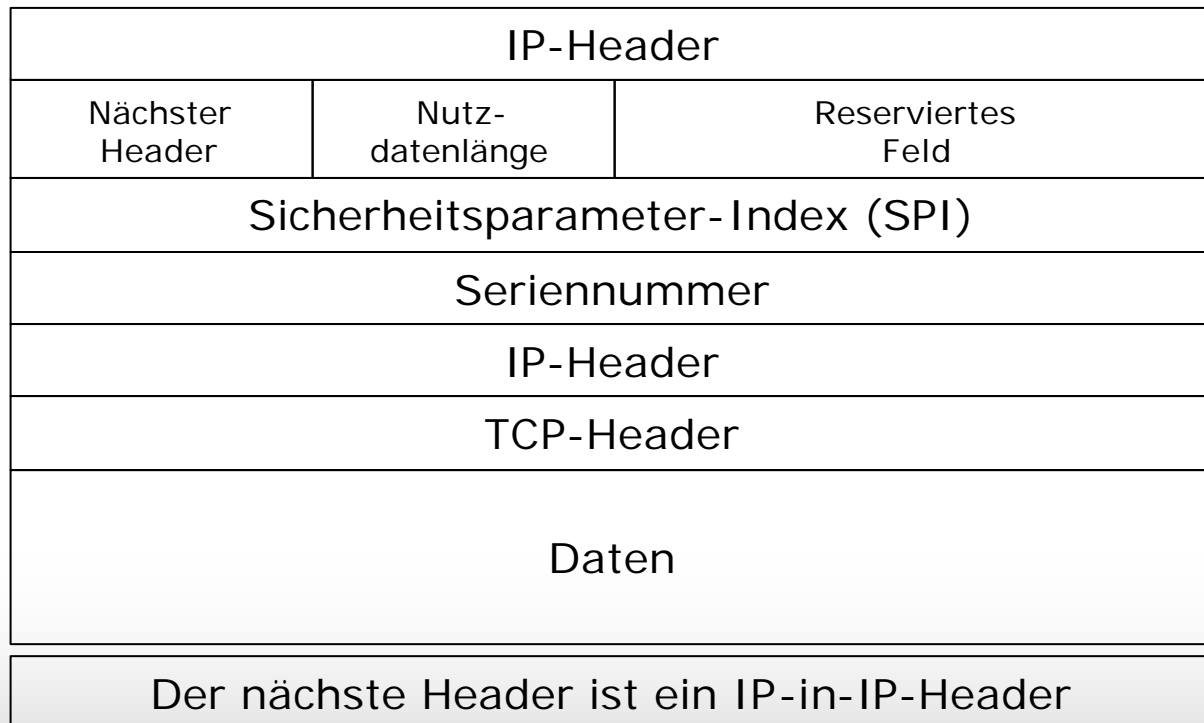 IP-Header
Nächster
Header
Nutz-
datenlänge
Reserviertes
Feld
Sicherheitsparameter-Index (SPI)
Seriennummer
IP-Header
TCP-Header
Daten
Der nächste Header ist ein IP-in-IP-Header